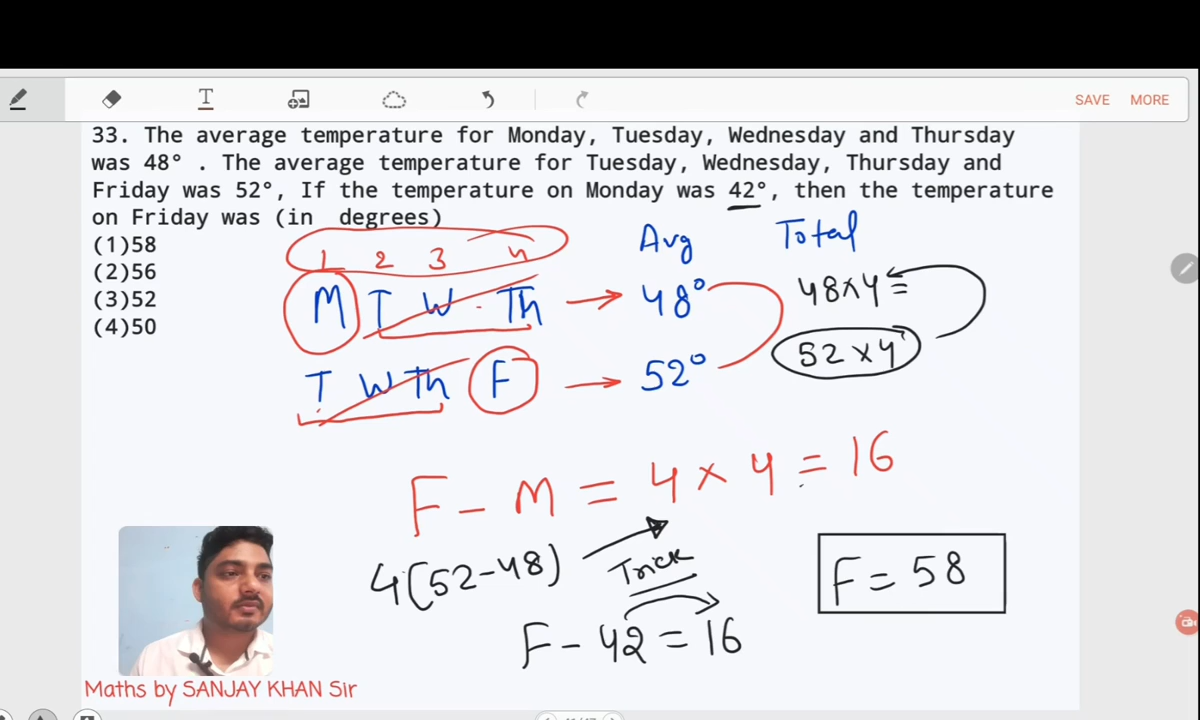 SAVE MORE
33. The average temperature for Monday, Tuesday, Wednesday and Thursday
was 48° . The average temperature for Tuesday, Wednesday, Thursday and
Friday was 52°, If the temperature on Monday was 42°, then the temperature
on Friday was (in degrees)
(1)58
(2)56
(3)52
(4)50
1 2 3 4
Avg Total
M T W Th → 48° 48×4=
T W Th F → 52° 52×4
F - M = 4 × 4 = 16
4(52-48) Trick
F = 58
F - 42 = 16
Maths by SANJAY KHAN Sir